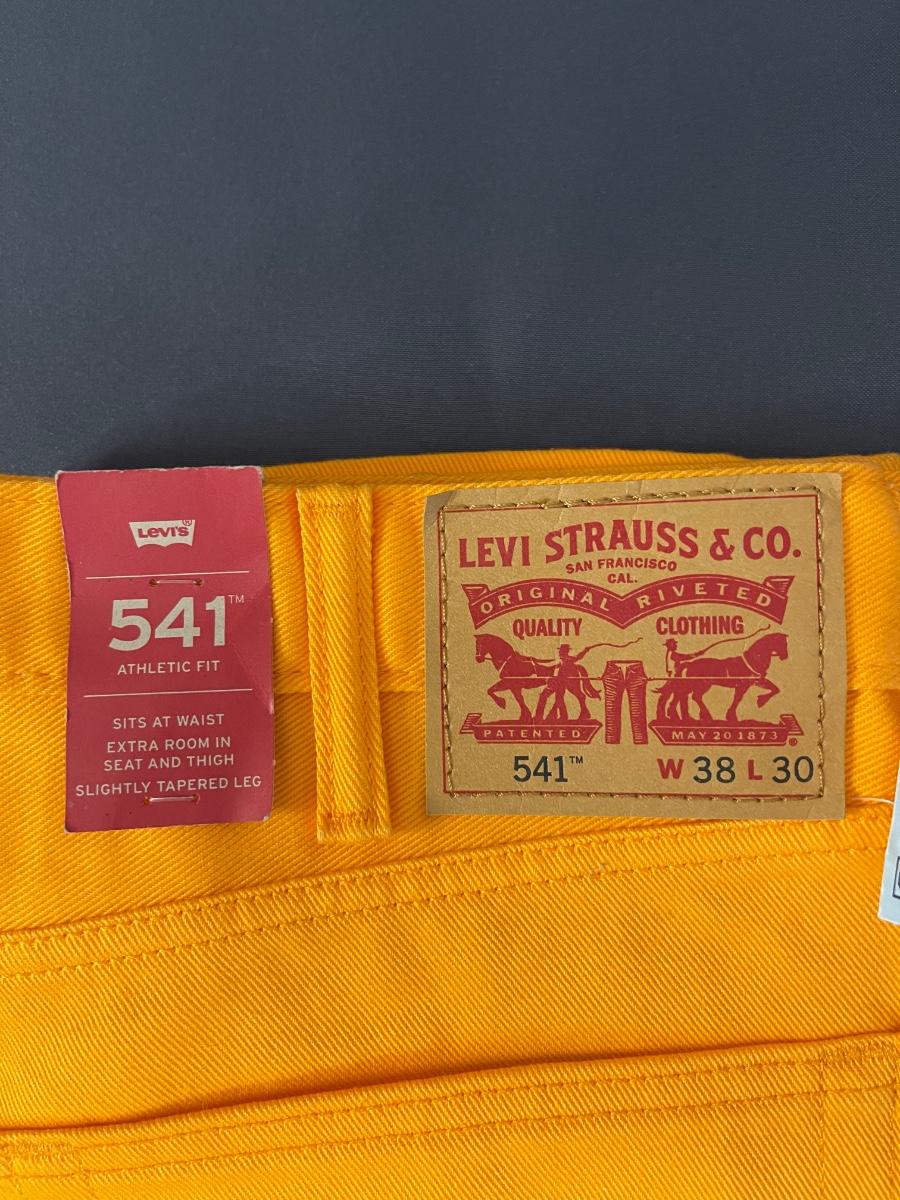 Levi's®
541™
ATHLETIC FIT
SITS AT WAIST
EXTRA ROOM IN
SEAT AND THIGH
SLIGHTLY TAPERED LEG
LEVI STRAUSS & CO.
SAN FRANCISCO
CAL.
ORIGINAL RIVETED
QUALITY CLOTHING
PATENTED MAY 20 1873 ®
541™ W 38 L 30